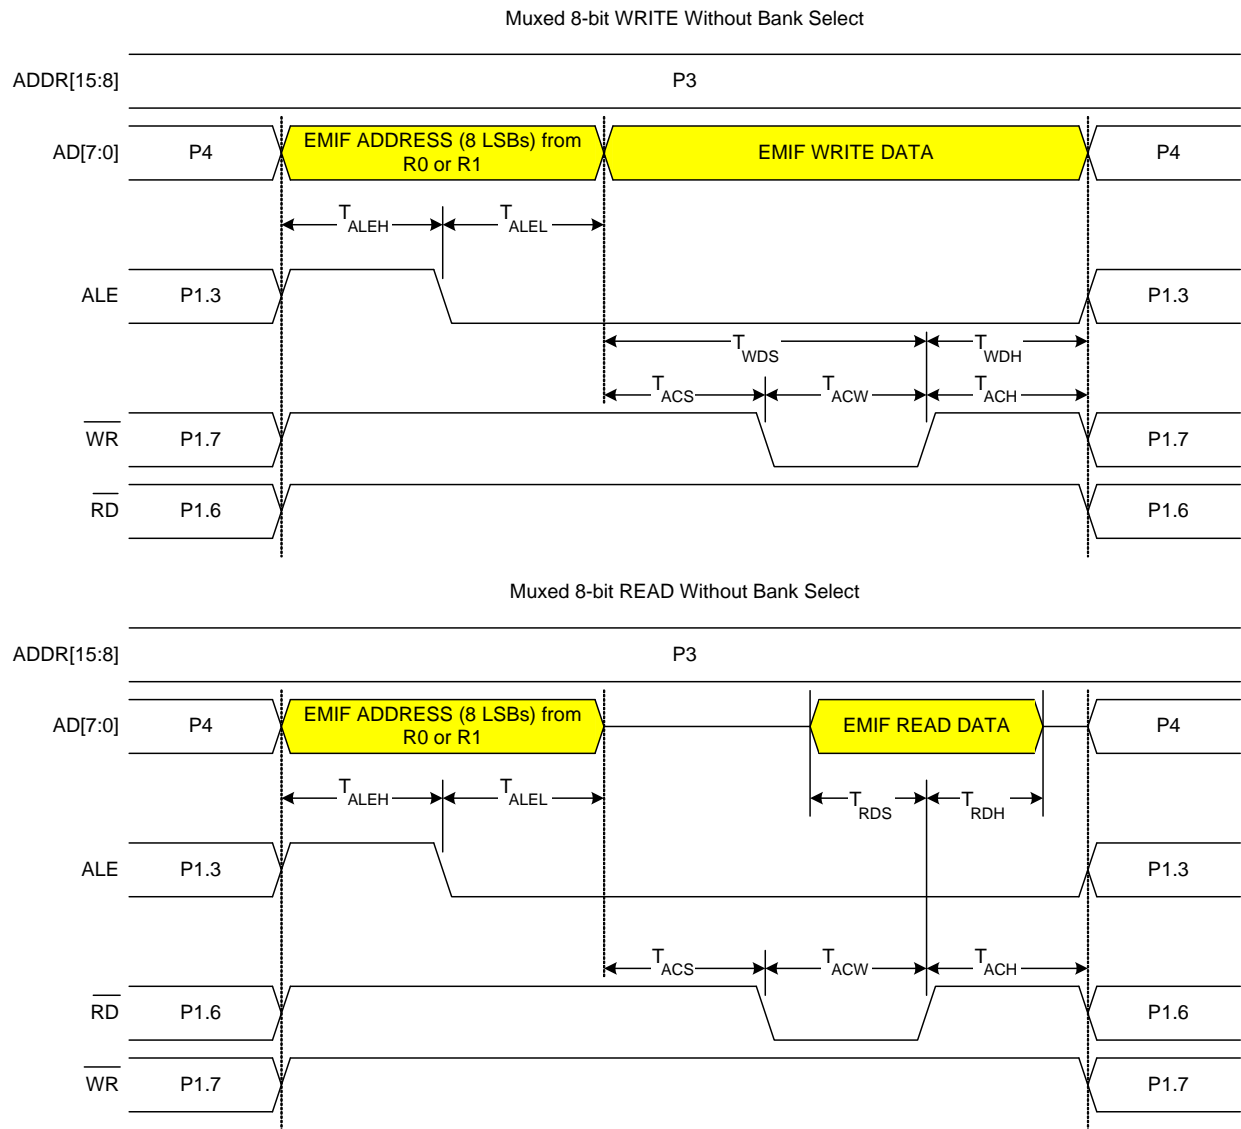 Muxed 8-bit WRITE Without Bank Select
ADDR[15:8] P3
AD[7:0] P4 EMIF ADDRESS (8 LSBs) from EMIF WRITE DATA P4
R0 or R1
TALEH TALEL
ALE P1.3 P1.3
TWDS TWDH
TACS TACW TACH
WR P1.7 P1.7
RD P1.6 P1.6
Muxed 8-bit READ Without Bank Select
ADDR[15:8] P3
AD[7:0] P4 EMIF ADDRESS (8 LSBs) from EMIF READ DATA P4
R0 or R1
TALEH TALEL TRDS TRDH
ALE P1.3 P1.3
TACS TACW TACH
RD P1.6 P1.6
WR P1.7 P1.7